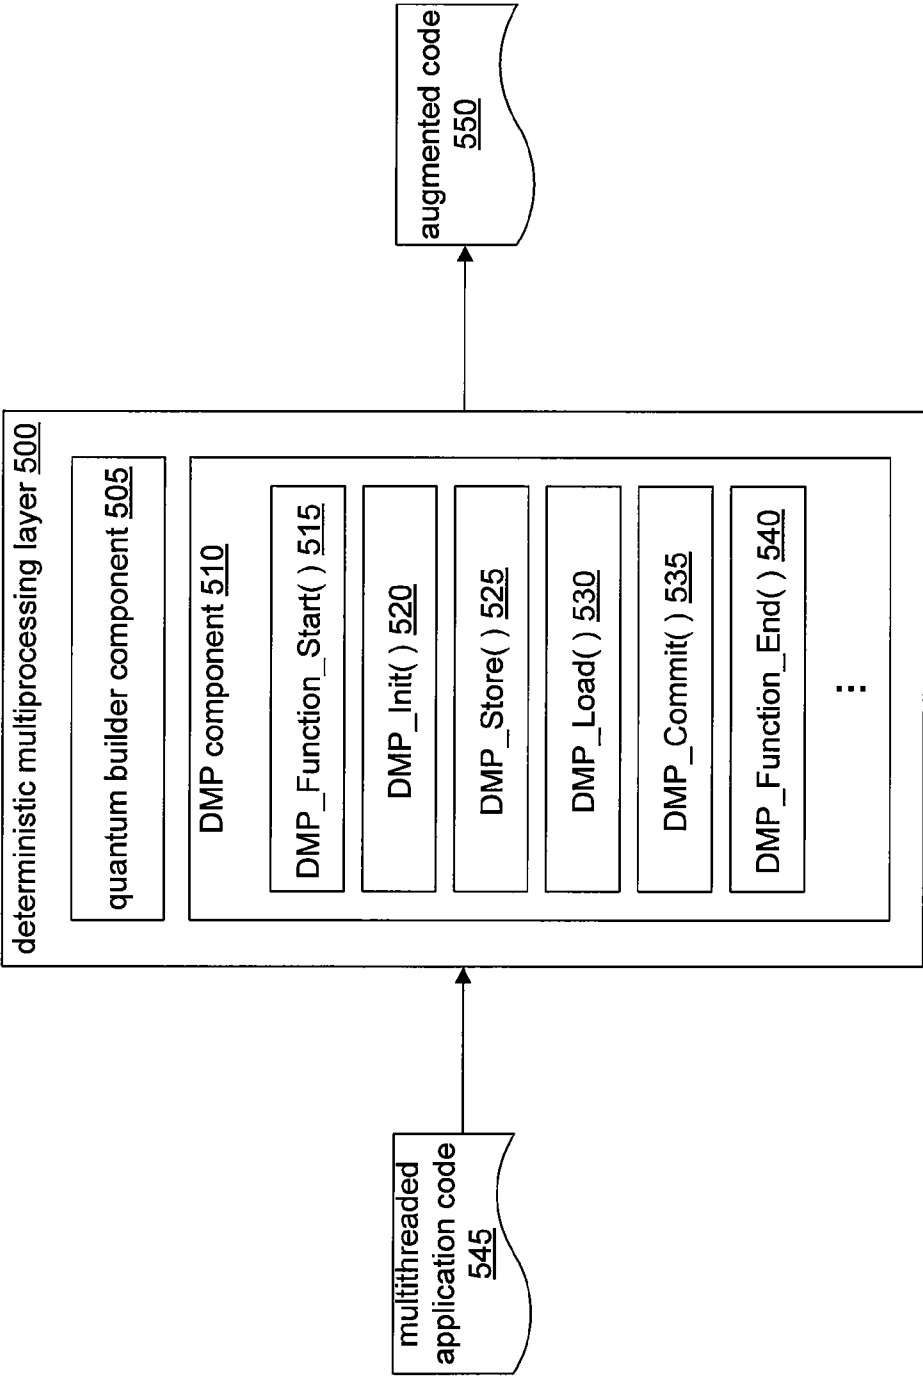 deterministic multiprocessing layer 500
quantum builder component 505
DMP component 510
DMP_Function_Start( ) 515
DMP_Init( ) 520
DMP_Store( ) 525
DMP_Load( ) 530
DMP_Commit( ) 535
DMP_Function_End( ) 540
...
multithreaded
application code
545
augmented code
550